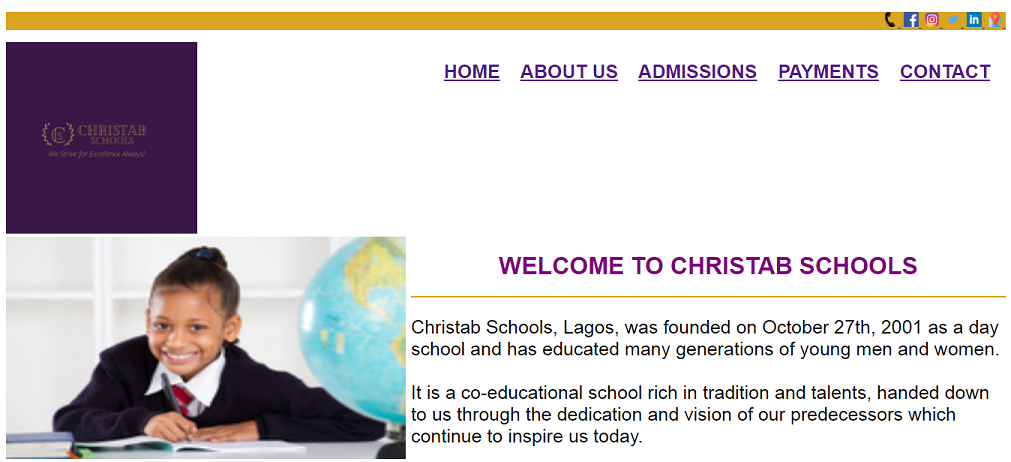 HOME ABOUT US ADMISSIONS PAYMENTS CONTACT
CHRISTAB
SCHOOLS
We Strive for Excellence Always!
WELCOME TO CHRISTAB SCHOOLS
Christab Schools, Lagos, was founded on October 27th, 2001 as a day
school and has educated many generations of young men and women.
It is a co-educational school rich in tradition and talents, handed down
to us through the dedication and vision of our predecessors which
continue to inspire us today.